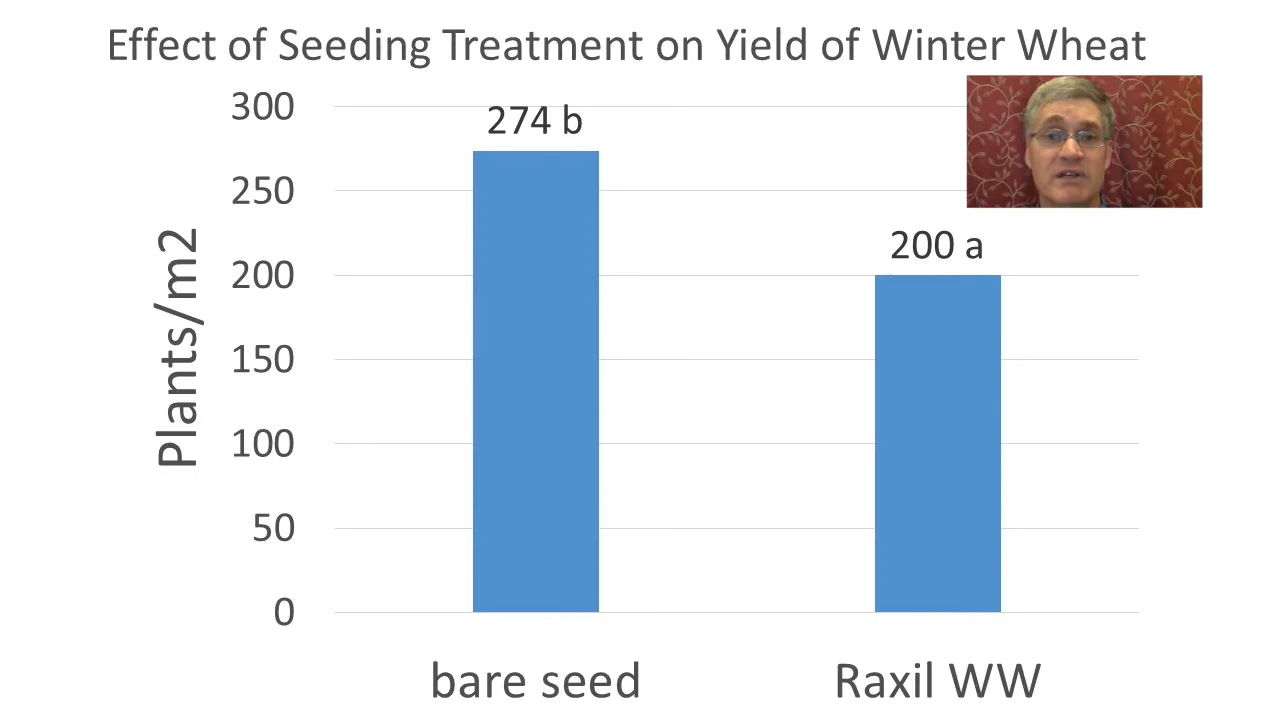 Effect of Seeding Treatment on Yield of Winter Wheat
300
274 b
250
200 a
200
150
100
50
0
Plants/m2
bare seed
Raxil WW